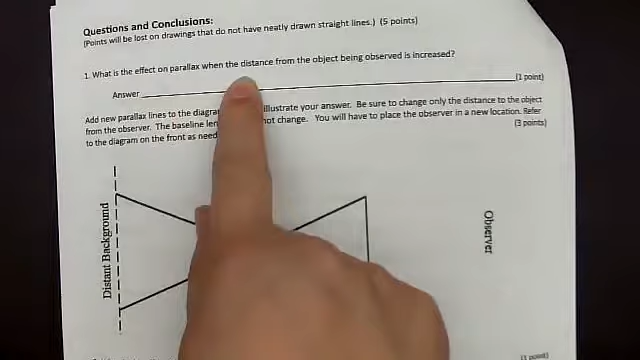 Questions and Conclusions:
(Points will be lost on drawings that do not have neatly drawn straight lines.) (5 points)
1. What is the effect on parallax when the distance from the object being observed is increased?
Answer (1 point)
Add new parallax lines to the diagram illustrate your answer. Be sure to change only the distance to the object
from the observer. The baseline len not change. You will have to place the observer in a new location. Refer
to the diagram on the front as need (3 points)
Distant Background
Observer
(1 point)